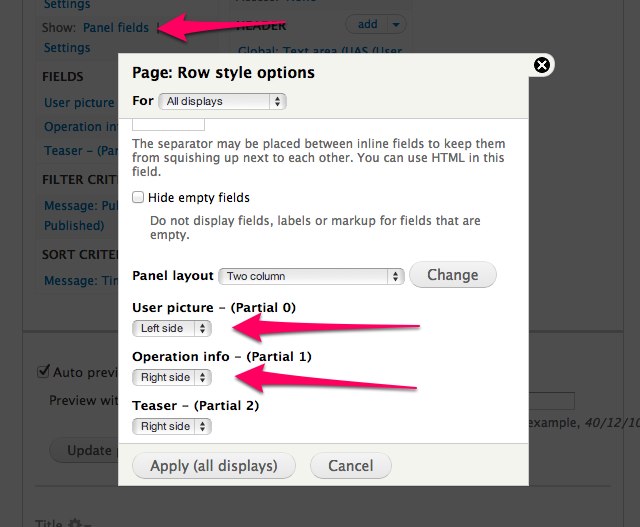 Settings
Show: Panel fields |
Settings
HEADER
add
Global: Text area (UAS (User
FIELDS
User picture
Operation info
Teaser - (Par
FILTER CRITE
Message: Pub
Published)
SORT CRITER
Message: Tim
Page: Row style options
For All displays
The separator may be placed between inline fields to keep them
from squishing up next to each other. You can use HTML in this
field.
Hide empty fields
Do not display fields, labels or markup for fields that are
empty.
Panel layout Two column Change
User picture - (Partial 0)
Left side
Operation info - (Partial 1)
Right side
Teaser - (Partial 2)
Right side
Apply (all displays) Cancel
Auto previ
Preview wit
example, 40/12/10
Update p
Title